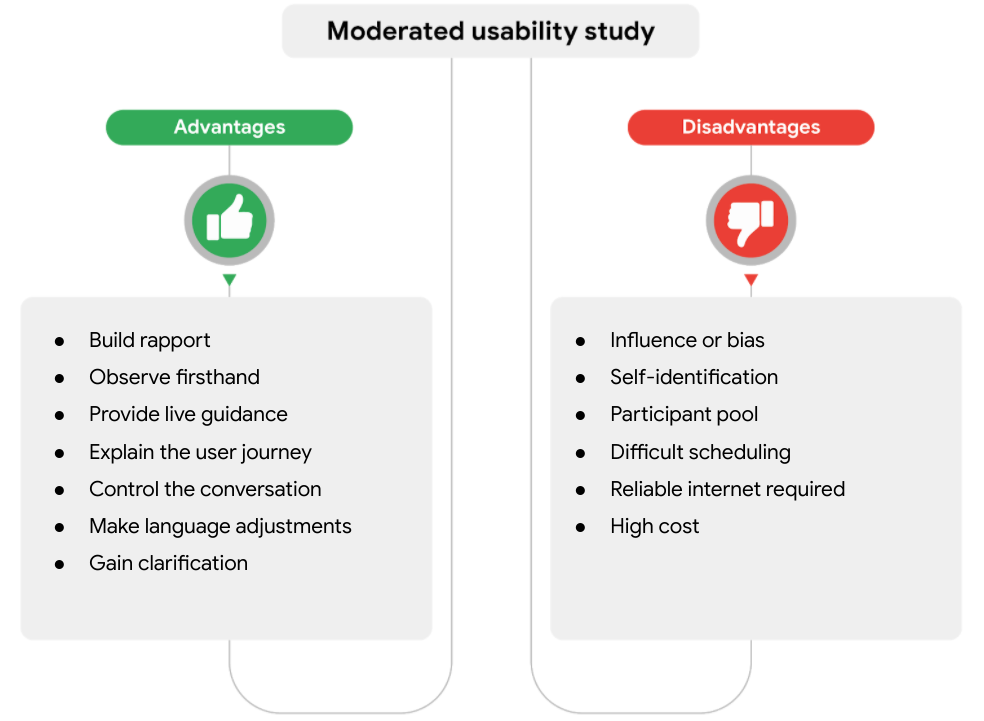 Moderated usability study
Advantages
Disadvantages
● Build rapport
● Observe firsthand
● Provide live guidance
● Explain the user journey
● Control the conversation
● Make language adjustments
● Gain clarification
● Influence or bias
● Self-identification
● Participant pool
● Difficult scheduling
● Reliable internet required
● High cost